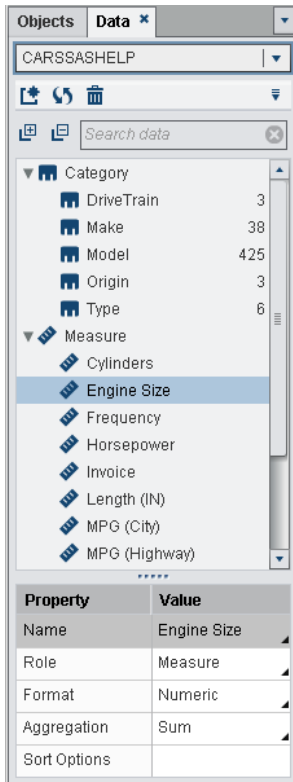 Objects Data ×
CARSSASHELP
Search data
Category
DriveTrain 3
Make 38
Model 425
Origin 3
Type 6
Measure
Cylinders
Engine Size
Frequency
Horsepower
Invoice
Length (IN)
MPG (City)
MPG (Highway)
Property Value
Name Engine Size
Role Measure
Format Numeric
Aggregation Sum
Sort Options